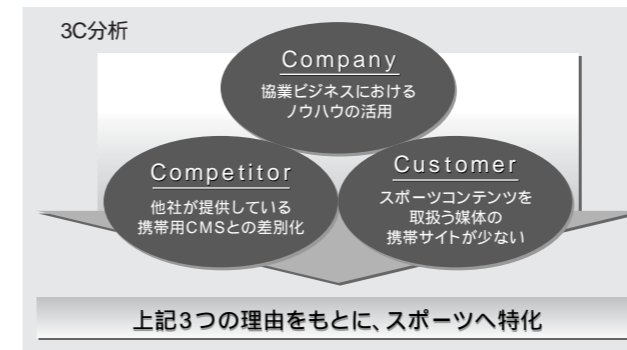 3C分析
Company
協業ビジネスにおける
ノウハウの活用
Competitor
他社が提供している
携帯用CMSとの差別化
Customer
スポーツコンテンツを
取扱う媒体の
携帯サイトが少ない
上記3つの理由をもとに、スポーツへ特化